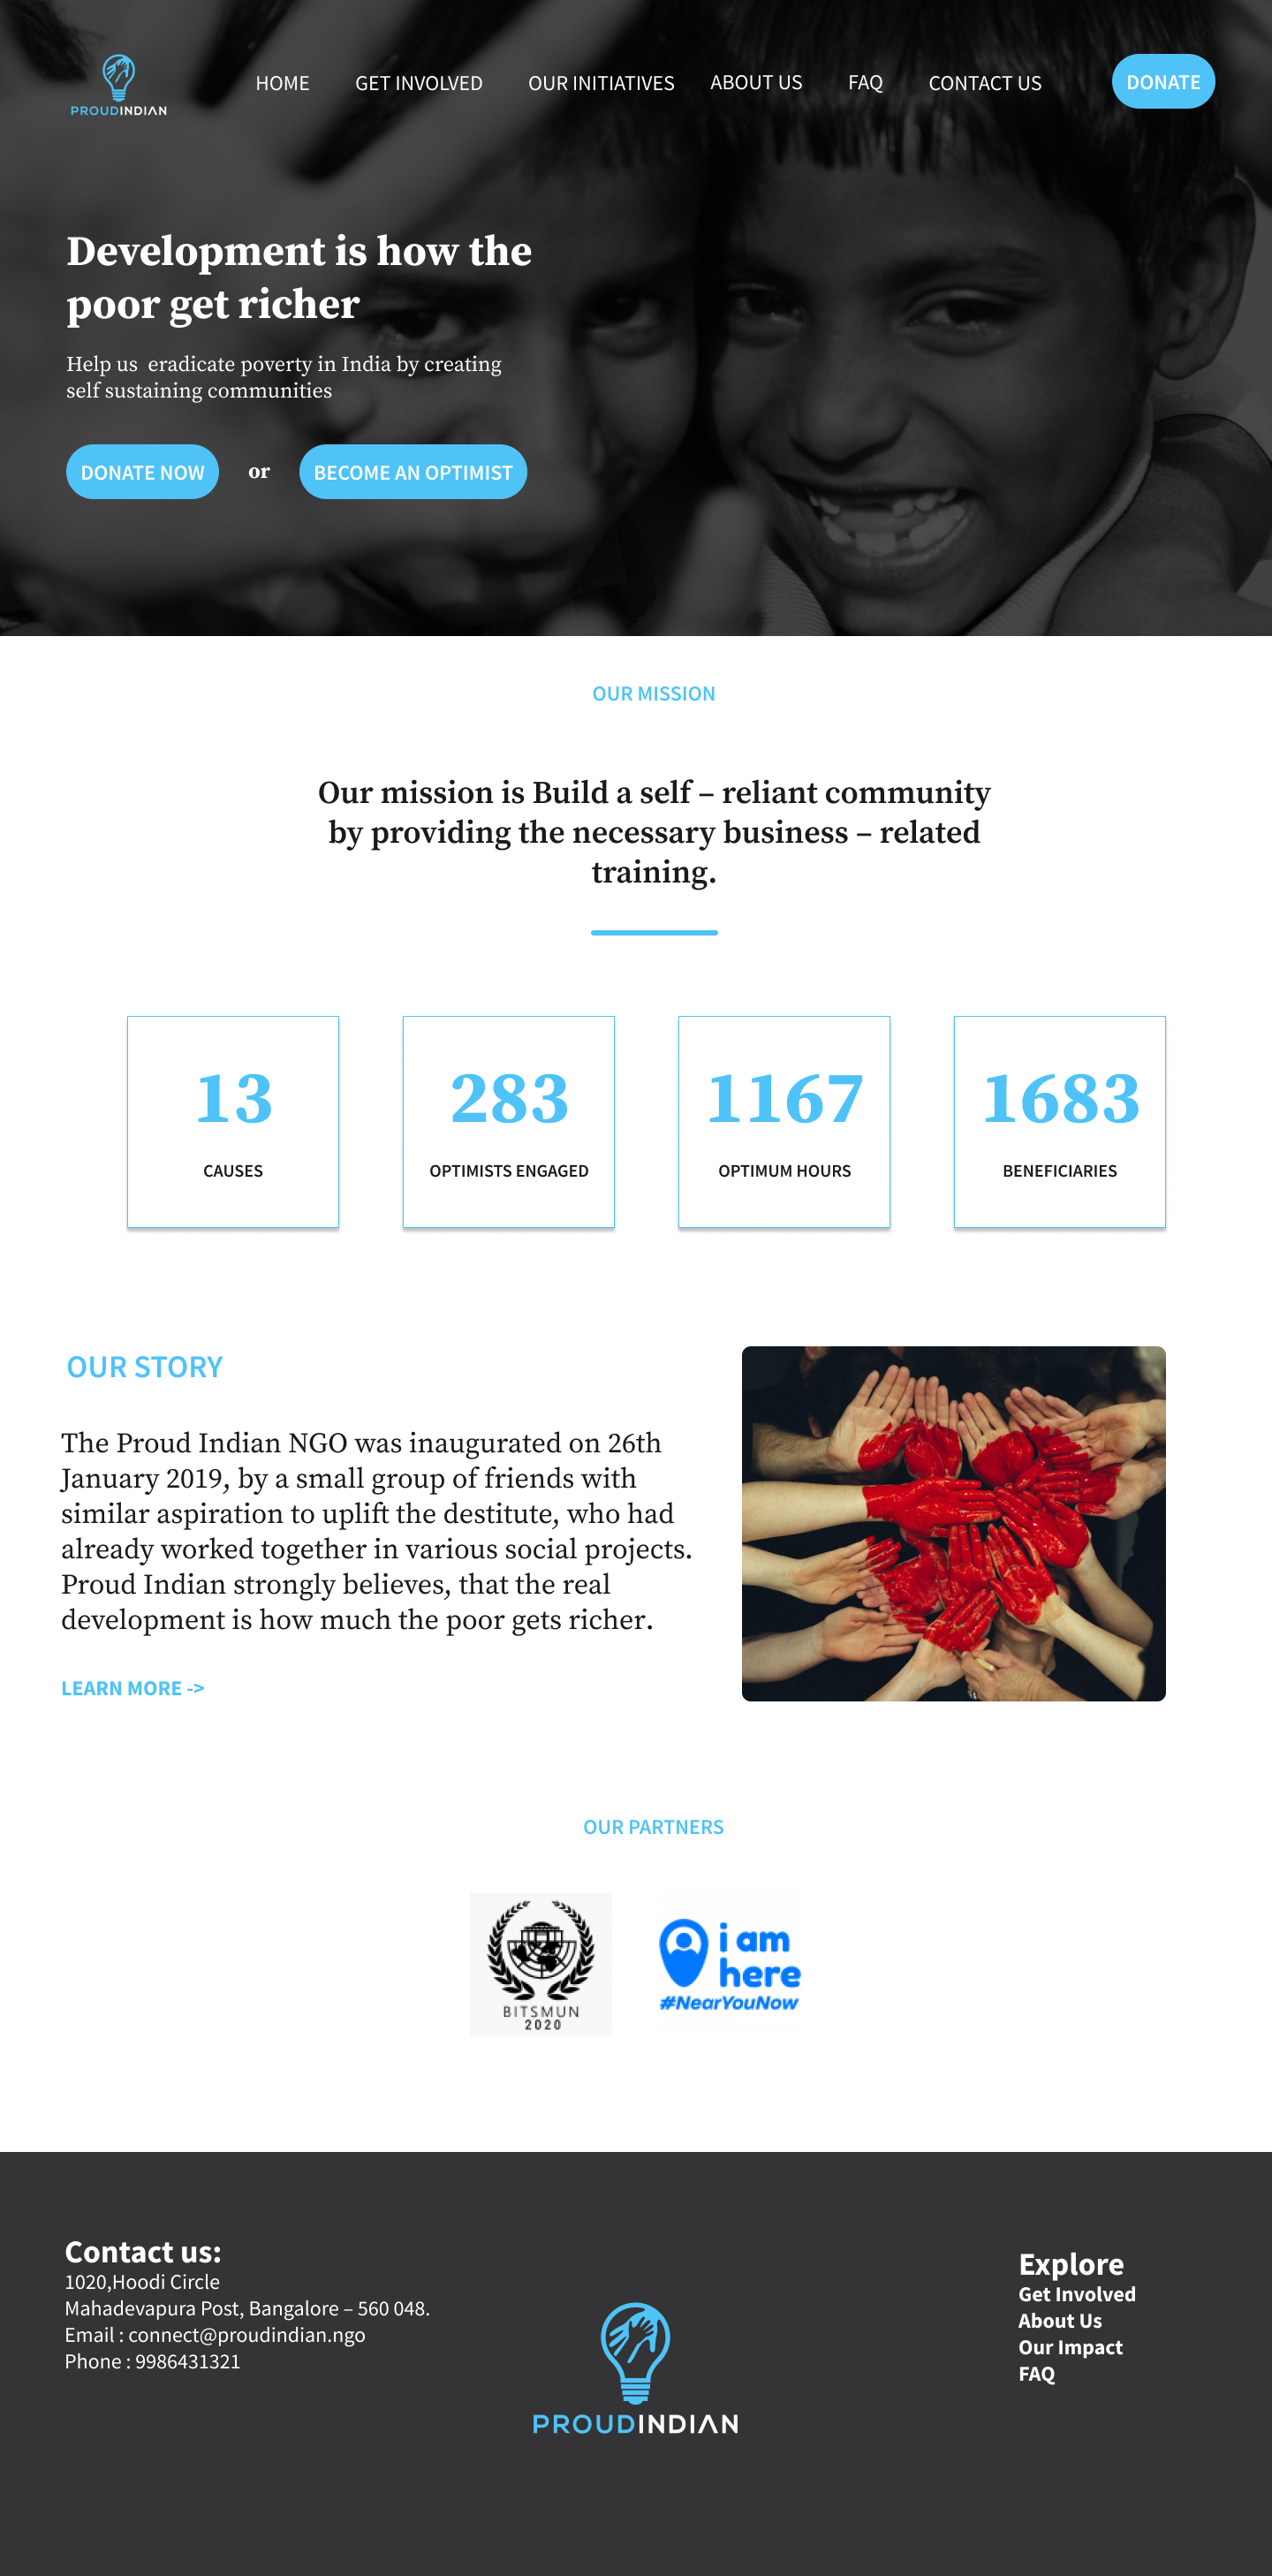 PROUDINDIAN
HOME GET INVOLVED OUR INITIATIVES ABOUT US FAQ CONTACT US DONATE
Development is how the
poor get richer
Help us  eradicate poverty in India by creating
self sustaining communities
DONATE NOW or BECOME AN OPTIMIST
OUR MISSION
Our mission is Build a self – reliant community
by providing the necessary business – related
training.
13
CAUSES
283
OPTIMISTS ENGAGED
1167
OPTIMUM HOURS
1683
BENEFICIARIES
OUR STORY
The Proud Indian NGO was inaugurated on 26th
January 2019, by a small group of friends with
similar aspiration to uplift the destitute, who had
already worked together in various social projects.
Proud Indian strongly believes, that the real
development is how much the poor gets richer.
LEARN MORE ->
OUR PARTNERS
BITSMUN
2020
i am
here
#NearYouNow
Contact us:
1020,Hoodi Circle
Mahadevapura Post, Bangalore – 560 048.
Email : connect@proudindian.ngo
Phone : 9986431321
PROUDINDIAN
Explore
Get Involved
About Us
Our Impact
FAQ